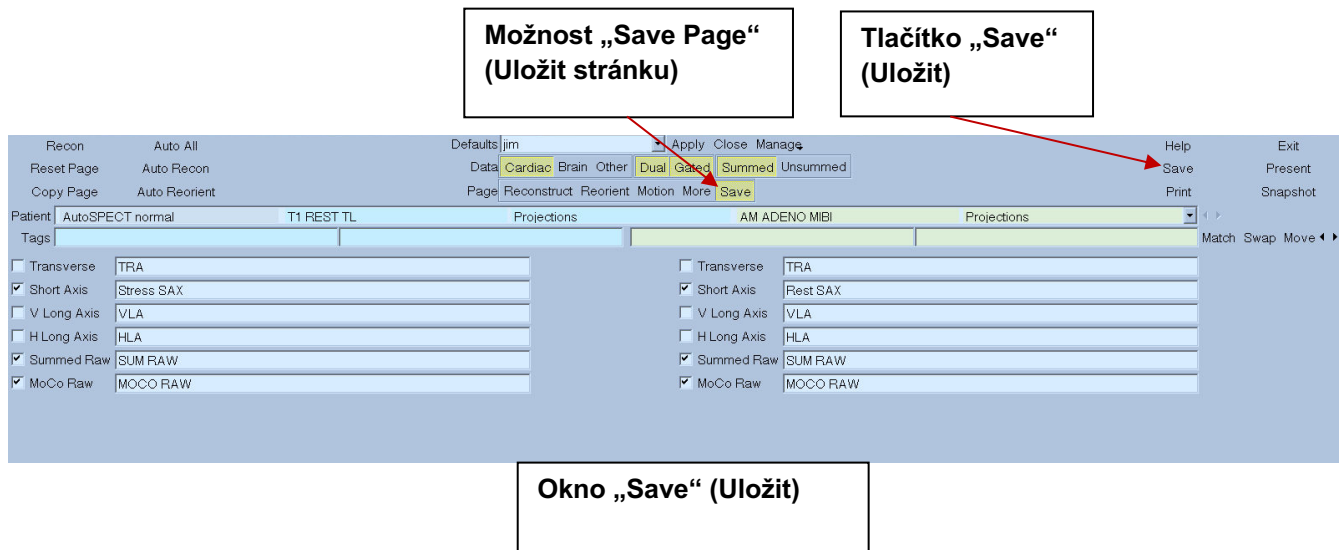 Možnost „Save Page“
(Uložit stránku)
Tlačítko „Save“
(Uložit)
Recon Auto All Defaults jim Apply Close Manage Help Exit
Reset Page Auto Recon Data Cardiac Brain Other Dual Gated Summed Unsummed Save Present
Copy Page Auto Reorient Page Reconstruct Reorient Motion More Save Print Snapshot
Patient AutoSPECT normal T1 REST TL Projections AM ADENO MIBI Projections
Tags Match Swap Move
Transverse TRA Transverse TRA
Short Axis Stress SAX Short Axis Rest SAX
V Long Axis VLA V Long Axis VLA
H Long Axis HLA H Long Axis HLA
Summed Raw SUM RAW Summed Raw SUM RAW
MoCo Raw MOCO RAW MoCo Raw MOCO RAW
Okno „Save“ (Uložit)